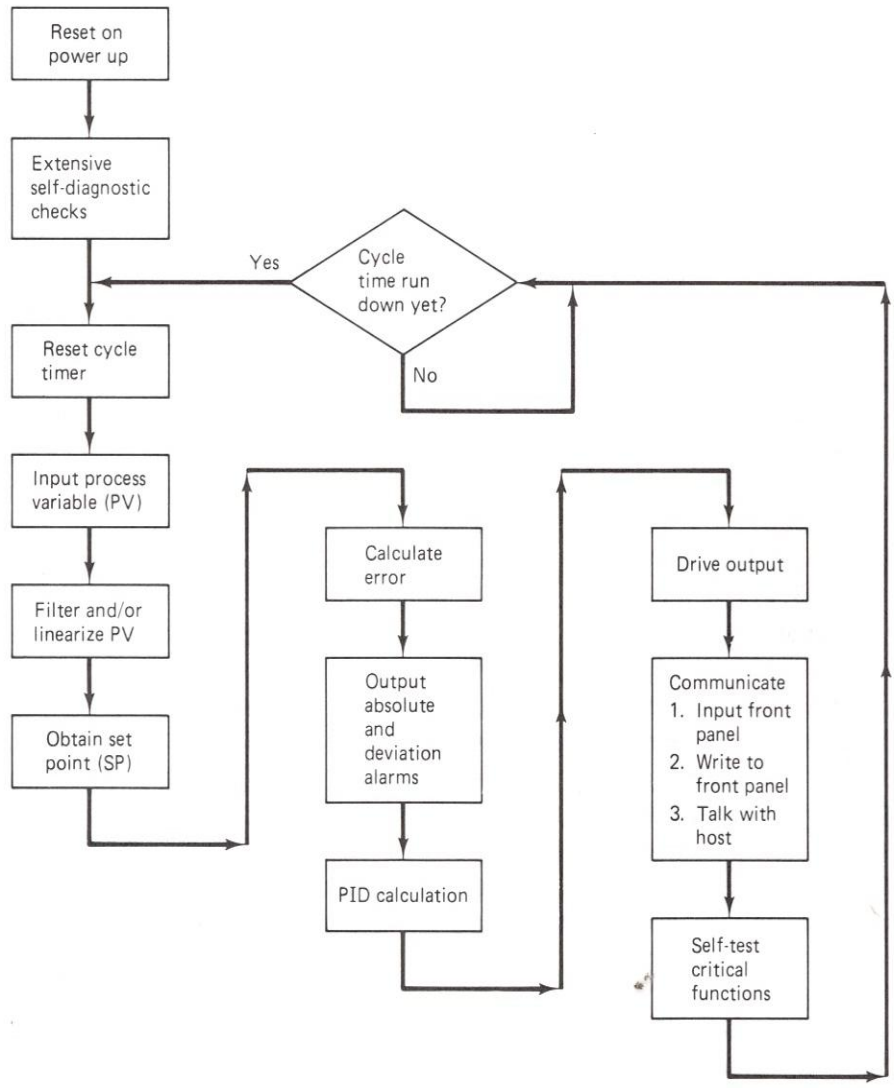 Reset on
power up
Extensive
self-diagnostic
checks
Yes
Cycle
time run
down yet?
No
Reset cycle
timer
Input process
variable (PV)
Filter and/or
linearize PV
Obtain set
point (SP)
Calculate
error
Output
absolute
and
deviation
alarms
PID calculation
Drive output
Communicate
1. Input front
panel
2. Write to
front panel
3. Talk with
host
Self-test
critical
functions